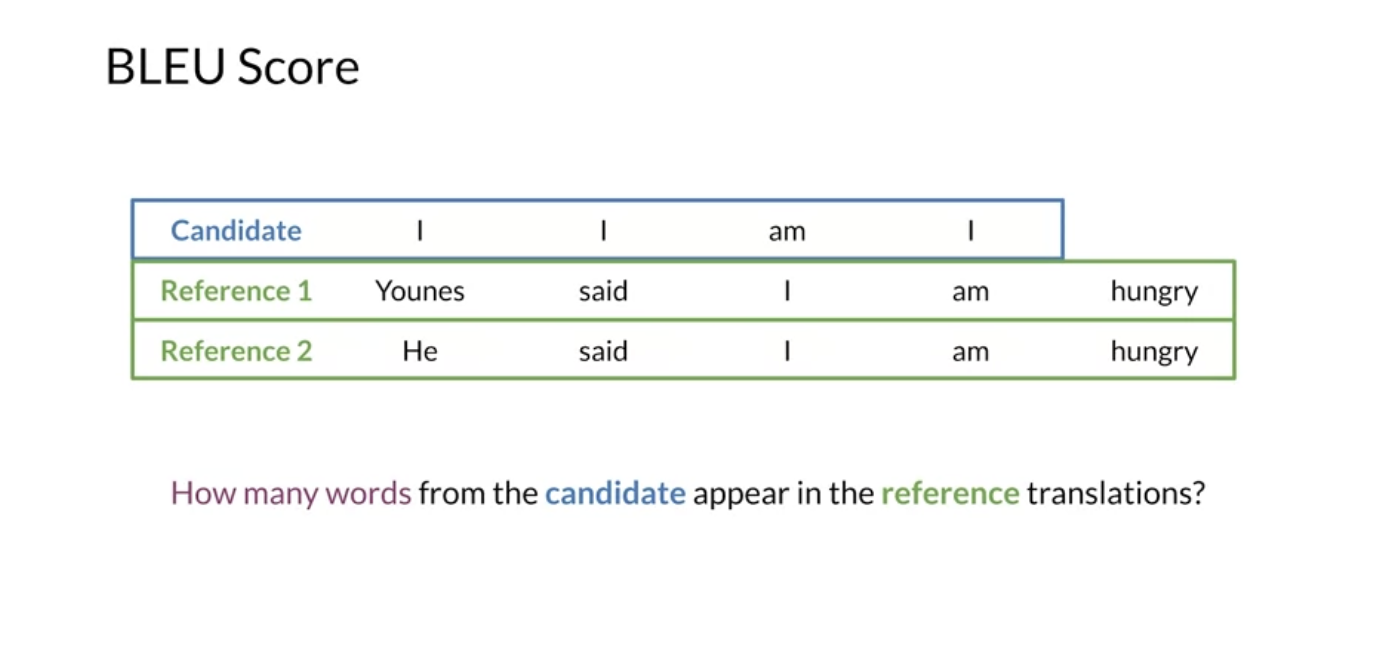 BLEU Score
Candidate I I am I
Reference 1 Younes said I am hungry
Reference 2 He said I am hungry
How many words from the candidate appear in the reference translations?